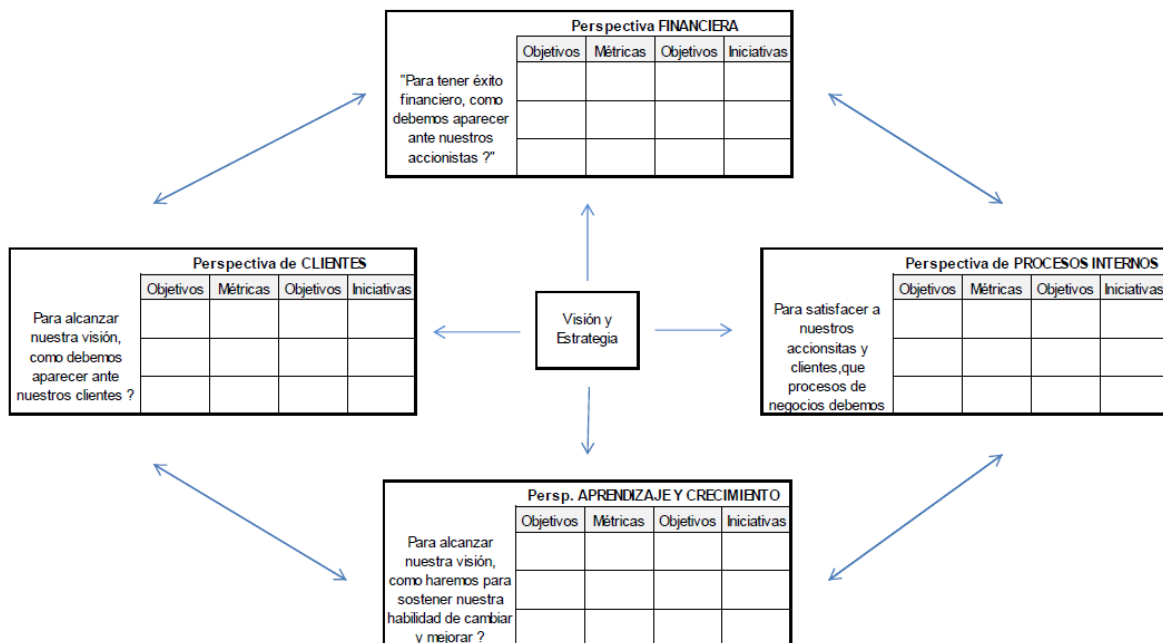 Perspectiva FINANCIERA
Objetivos Métricas Objetivos Iniciativas
"Para tener éxito
financiero, como
debemos aparecer
ante nuestros
accionistas ?"
Perspectiva de CLIENTES
Objetivos Métricas Objetivos Iniciativas
Para alcanzar
nuestra visión,
como debemos
aparecer ante
nuestros clientes ?
Visión y
Estrategia
Perspectiva de PROCESOS INTERNOS
Objetivos Métricas Objetivos Iniciativas
Para satisfacer a
nuestros
accionsitas y
clientes,que
procesos de
negocios debemos
Persp. APRENDIZAJE Y CRECIMIENTO
Objetivos Métricas Objetivos Iniciativas
Para alcanzar
nuestra visión,
como haremos para
sostener nuestra
habilidad de cambiar
y mejorar ?